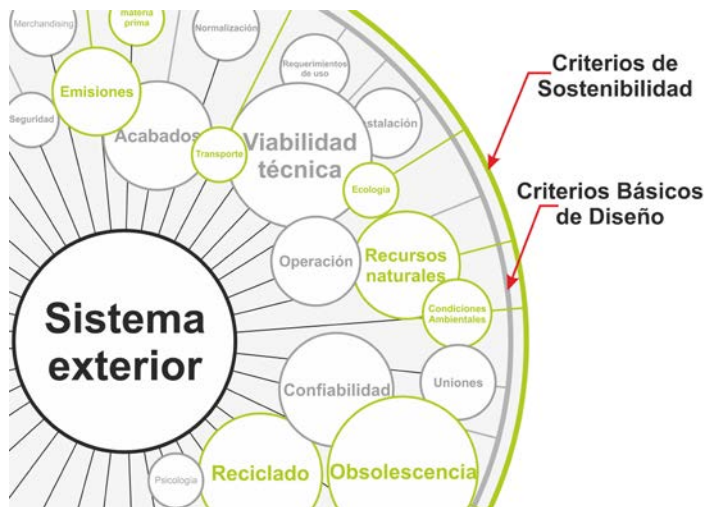 Merchandising
materia
prima
Normalización
Emisiones
Seguridad
Acabados
Transporte
Requerimientos
de uso
Instalación
Viabilidad
técnica
Ecología
Operación
Recursos
naturales
Condiciones
Ambientales
Sistema
exterior
Confiabilidad
Uniones
Psicología
Reciclado
Obsolescencia
Criterios de
Sostenibilidad
Criterios Básicos
de Diseño